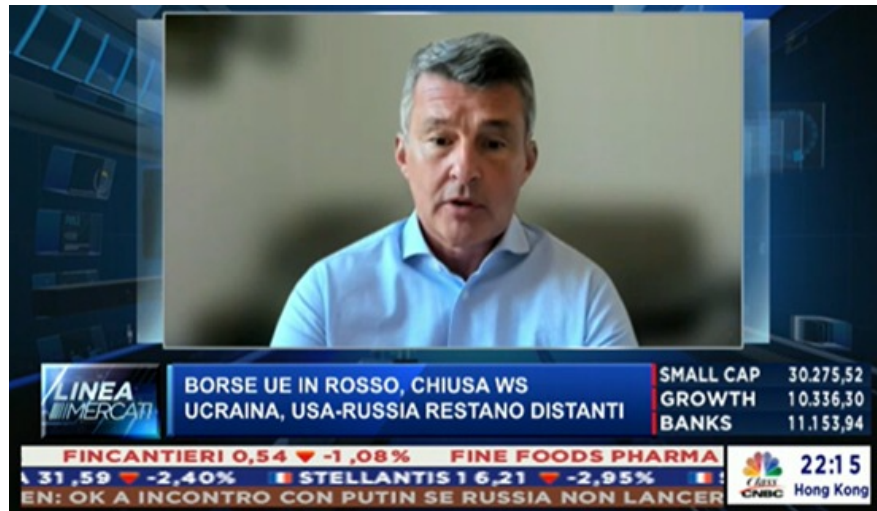 LINEA
MERCATI
BORSE UE IN ROSSO, CHIUSA WS
UCRAINA, USA-RUSSIA RESTANO DISTANTI
SMALL CAP 30.275,52
GROWTH 10.336,30
BANKS 11.153,94
FINCANTIERI 0,54 ▼ -1,08% FINE FOODS PHARMA
31,59 ▼ -2,40% STELLANTIS 16,21 ▼ -2,95%
EN: OK A INCONTRO CON PUTIN SE RUSSIA NON LANCER
Class
CNBC
22:15
Hong Kong